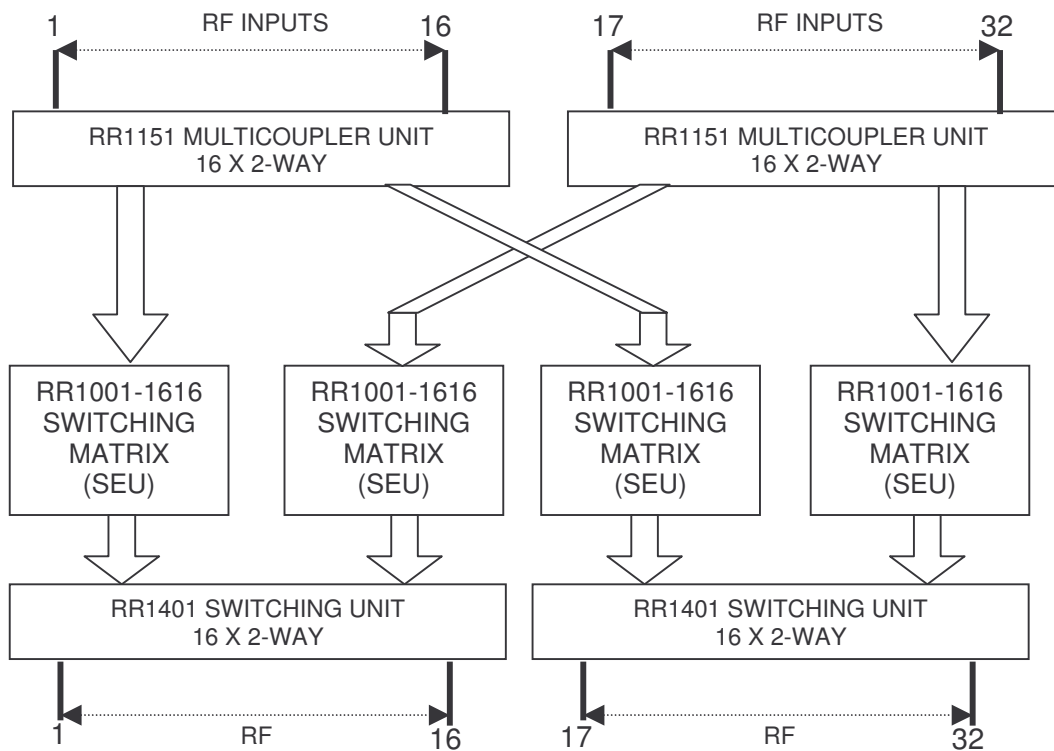 1 RF INPUTS 16
17 RF INPUTS 32
RR1151 MULTICOUPLER UNIT
16 X 2-WAY
RR1151 MULTICOUPLER UNIT
16 X 2-WAY
RR1001-1616
SWITCHING
MATRIX
(SEU)
RR1001-1616
SWITCHING
MATRIX
(SEU)
RR1001-1616
SWITCHING
MATRIX
(SEU)
RR1001-1616
SWITCHING
MATRIX
(SEU)
RR1401 SWITCHING UNIT
16 X 2-WAY
RR1401 SWITCHING UNIT
16 X 2-WAY
1 RF 16
17 RF 32